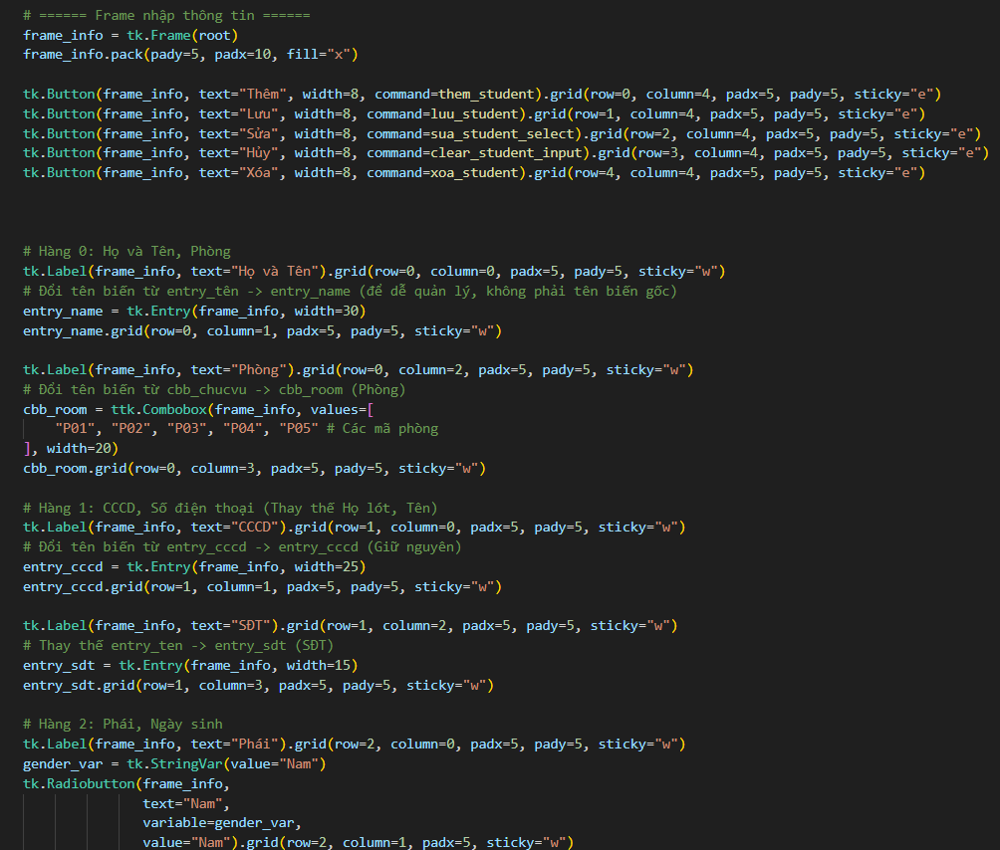 # ====== Frame nhập thông tin ======
frame_info = tk.Frame(root)
frame_info.pack(pady=5, padx=10, fill="x")
tk.Button(frame_info, text="Thêm", width=8, command=them_student).grid(row=0, column=4, padx=5, pady=5, sticky="e")
tk.Button(frame_info, text="Lưu", width=8, command=luu_student).grid(row=1, column=4, padx=5, pady=5, sticky="e")
tk.Button(frame_info, text="Sửa", width=8, command=sua_student_select).grid(row=2, column=4, padx=5, pady=5, sticky="e")
tk.Button(frame_info, text="Hủy", width=8, command=clear_student_input).grid(row=3, column=4, padx=5, pady=5, sticky="e")
tk.Button(frame_info, text="Xóa", width=8, command=xoa_student).grid(row=4, column=4, padx=5, pady=5, sticky="e")
# Hàng 0: Họ và Tên, Phòng
tk.Label(frame_info, text="Họ và Tên").grid(row=0, column=0, padx=5, pady=5, sticky="w")
# Đổi tên biến từ entry_tên -> entry_name (để dễ quản lý, không phải tên biến gốc)
entry_name = tk.Entry(frame_info, width=30)
entry_name.grid(row=0, column=1, padx=5, pady=5, sticky="w")
tk.Label(frame_info, text="Phòng").grid(row=0, column=2, padx=5, pady=5, sticky="w")
# Đổi tên biến từ cbb_chucvu -> cbb_room (Phòng)
cbb_room = ttk.Combobox(frame_info, values=[
"P01", "P02", "P03", "P04", "P05" # Các mã phòng
], width=20)
cbb_room.grid(row=0, column=3, padx=5, pady=5, sticky="w")
# Hàng 1: CCCD, Số điện thoại (Thay thế Họ lót, Tên)
tk.Label(frame_info, text="CCCD").grid(row=1, column=0, padx=5, pady=5, sticky="w")
# Đổi tên biến từ entry_cccd -> entry_cccd (Giữ nguyên)
entry_cccd = tk.Entry(frame_info, width=25)
entry_cccd.grid(row=1, column=1, padx=5, pady=5, sticky="w")
tk.Label(frame_info, text="SĐT").grid(row=1, column=2, padx=5, pady=5, sticky="w")
# Thay thế entry_ten -> entry_sdt (SĐT)
entry_sdt = tk.Entry(frame_info, width=15)
entry_sdt.grid(row=1, column=3, padx=5, pady=5, sticky="w")
# Hàng 2: Phái, Ngày sinh
tk.Label(frame_info, text="Phái").grid(row=2, column=0, padx=5, pady=5, sticky="w")
gender_var = tk.StringVar(value="Nam")
tk.Radiobutton(frame_info,
text="Nam",
variable=gender_var,
value="Nam").grid(row=2, column=1, padx=5, sticky="w")